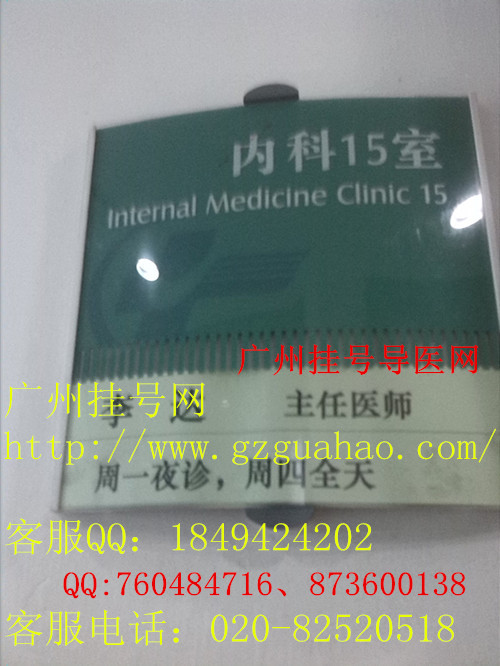 内科15室
Internal Medicine Clinic 15
广州挂号导医网
广州挂号网
李 主任医师
http://www.gzguahao.com/
周一夜诊，周四全天
客服QQ：1849424202
QQ:760484716、873600138
客服电话：020-82520518